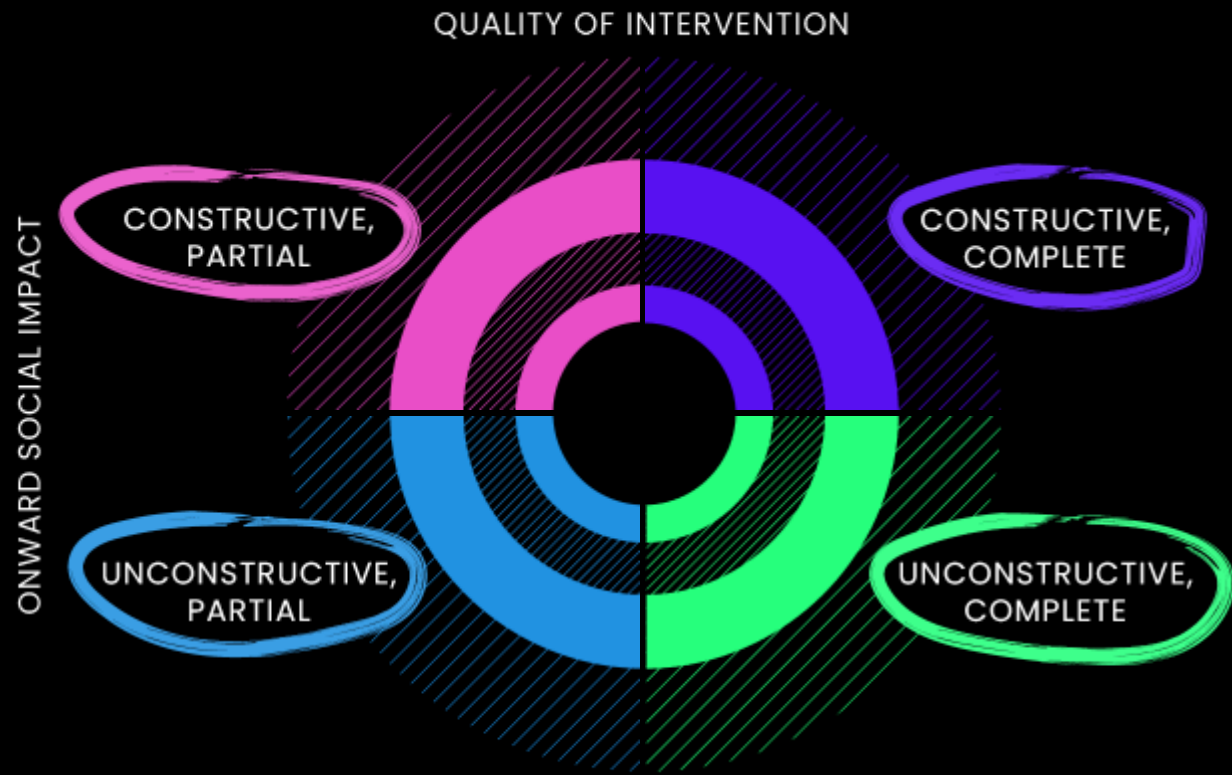 QUALITY OF INTERVENTION
ONWARD SOCIAL IMPACT
CONSTRUCTIVE,
PARTIAL
CONSTRUCTIVE,
COMPLETE
UNCONSTRUCTIVE,
PARTIAL
UNCONSTRUCTIVE,
COMPLETE